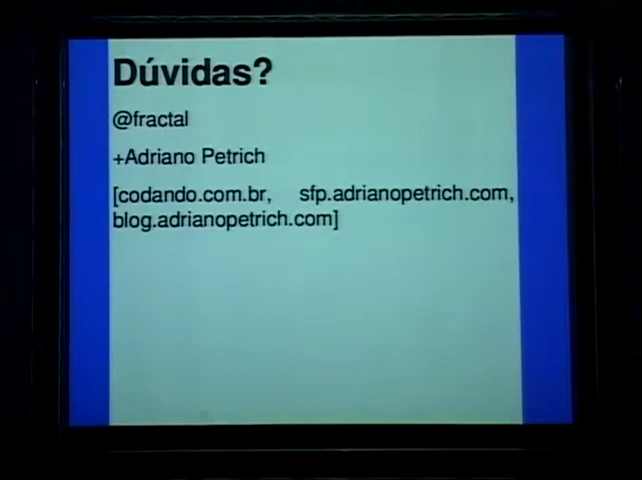 Dúvidas?
@fractal
+Adriano Petrich
[codando.com.br, sfp.adrianopetrich.com,
blog.adrianopetrich.com]